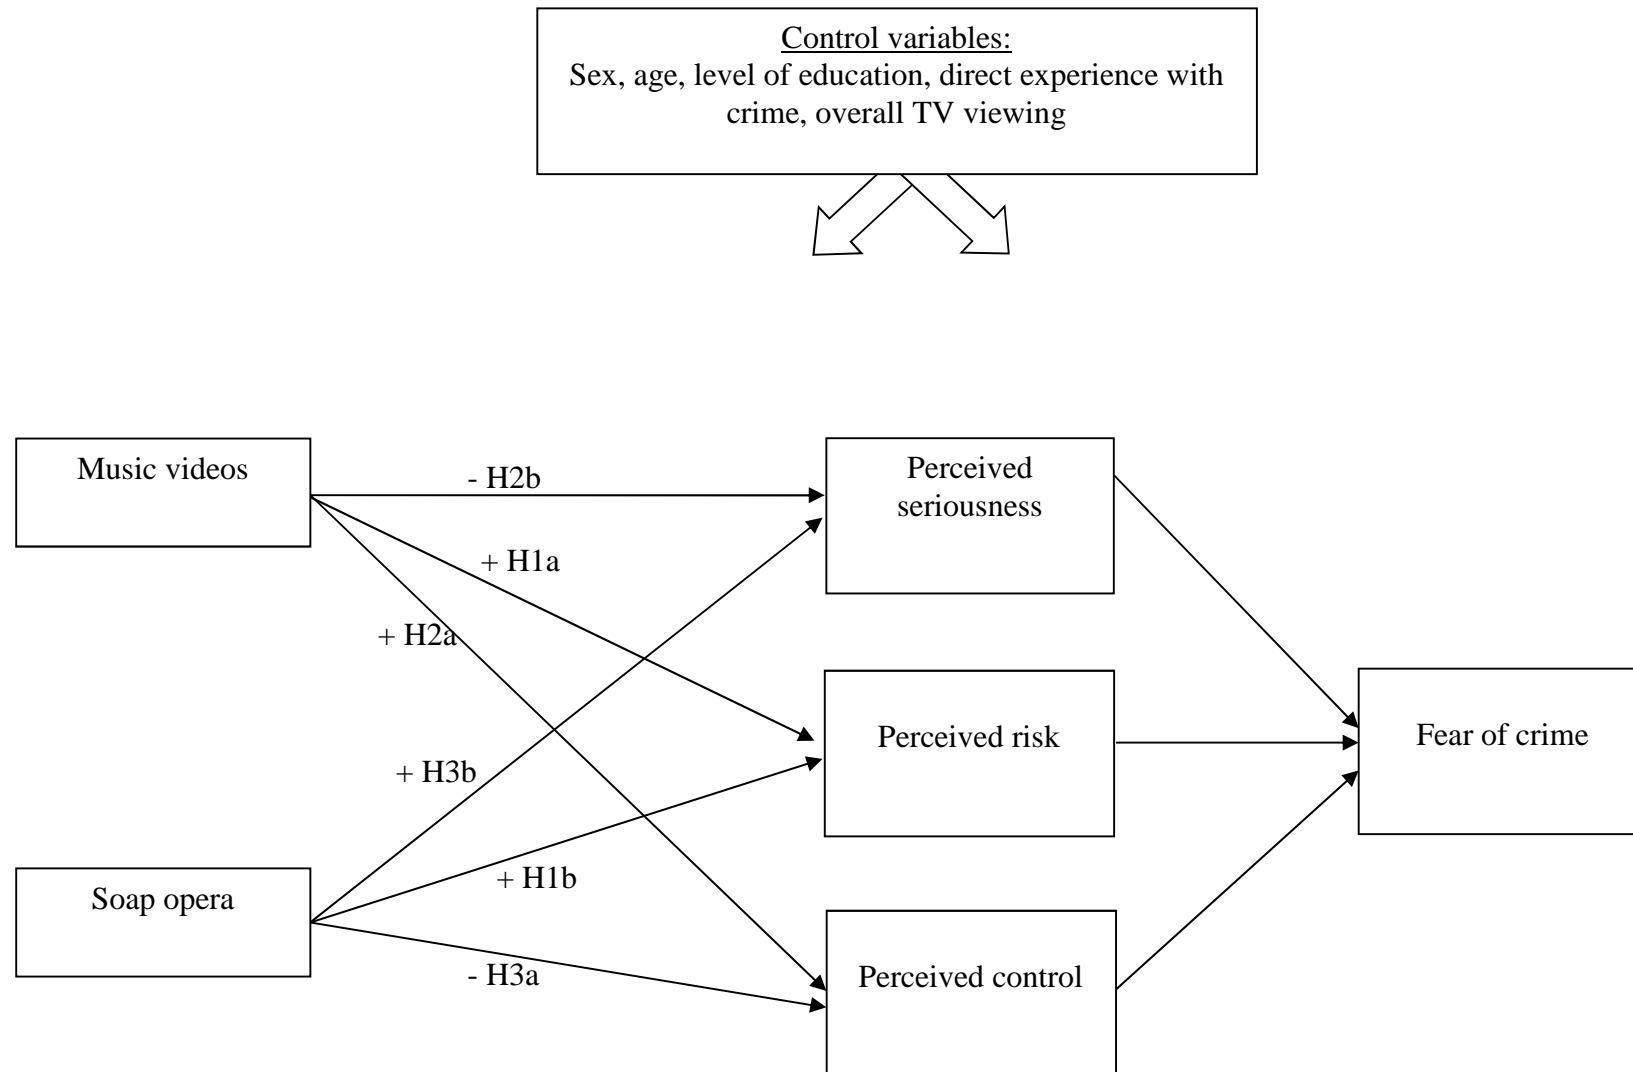 Control variables:
Sex, age, level of education, direct experience with
crime, overall TV viewing
Music videos
- H2b
Perceived
seriousness
+ H1a
+ H2a
Perceived risk
Fear of crime
+ H3b
+ H1b
Soap opera
- H3a
Perceived control